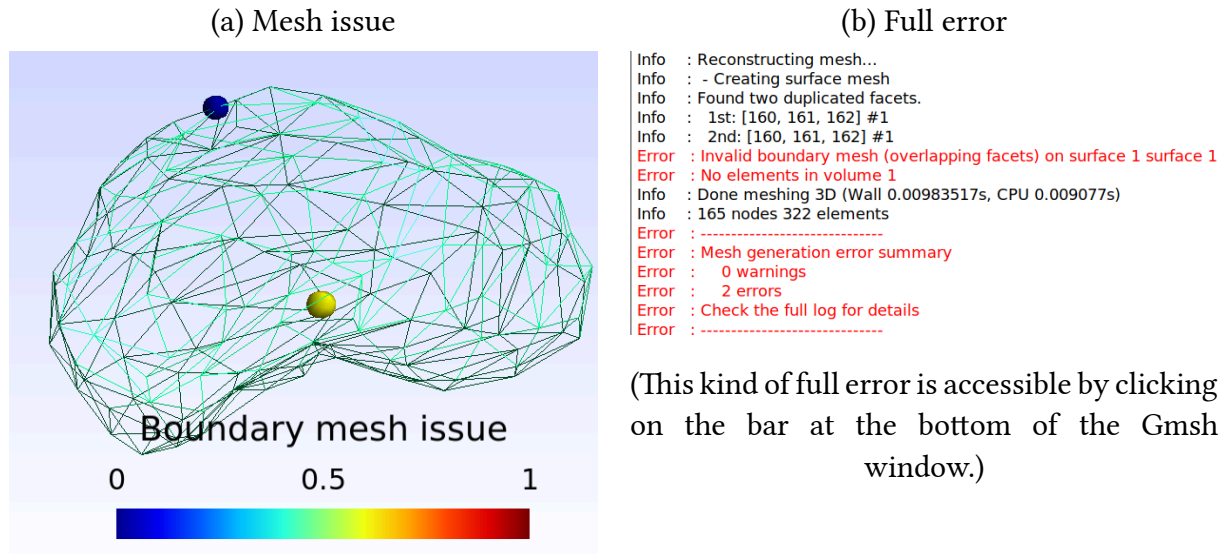 (a) Mesh issue
Boundary mesh issue
0 0.5 1
(b) Full error
Info : Reconstructing mesh...
Info : - Creating surface mesh
Info : Found two duplicated facets.
Info : 1st: [160, 161, 162] #1
Info : 2nd: [160, 161, 162] #1
Error : Invalid boundary mesh (overlapping facets) on surface 1 surface 1
Error : No elements in volume 1
Info : Done meshing 3D (Wall 0.00983517s, CPU 0.009077s)
Info : 165 nodes 322 elements
Error : ------------------------------
Error : Mesh generation error summary
Error : 0 warnings
Error : 2 errors
Error : Check the full log for details
Error : ------------------------------
(This kind of full error is accessible by clicking
on the bar at the bottom of the Gmsh
window.)